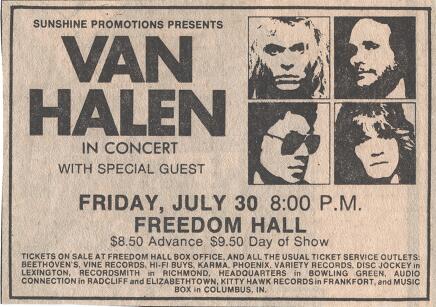 SUNSHINE PROMOTIONS PRESENTS
VAN
HALEN
IN CONCERT
WITH SPECIAL GUEST
FRIDAY, JULY 30 8:00 P.M.
FREEDOM HALL
$8.50 Advance $9.50 Day of Show
TICKETS ON SALE AT FREEDOM HALL BOX OFFICE, AND ALL THE USUAL TICKET SERVICE OUTLETS:
BEETHOVEN'S, VINE RECORDS, HI-FI BUYS, KARMA, PHOENIX, VARIETY RECORDS, DISC JOCKEY in
LEXINGTON, RECORDSMITH in RICHMOND, HEADQUARTERS in BOWLING GREEN, AUDIO
CONNECTION in RADCLIFF and ELIZABETHTOWN, KITTY HAWK RECORDS in FRANKFORT, and MUSIC
BOX in COLUMBUS, IN.